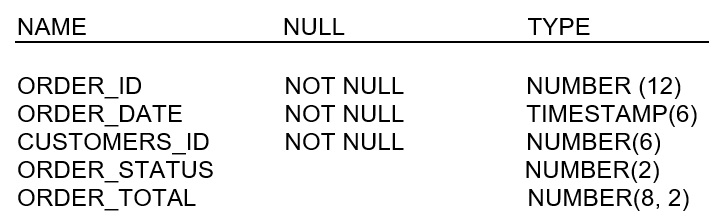 NAME NULL TYPE
ORDER_ID NOT NULL NUMBER (12)
ORDER_DATE NOT NULL TIMESTAMP(6)
CUSTOMERS_ID NOT NULL NUMBER(6)
ORDER_STATUS NUMBER(2)
ORDER_TOTAL NUMBER(8, 2)